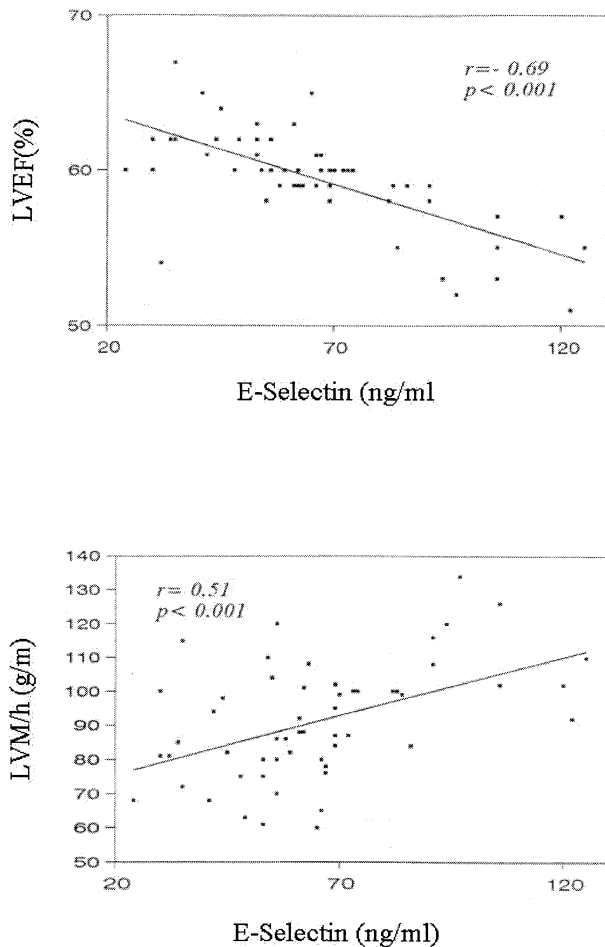 70
r=- 0.69
p< 0.001
LVEF(%)
60
50
20
70
120
E-Selectin (ng/ml
140
130
r= 0.51
p< 0.001
120
110
LVM/h (g/m)
100
90
80
70
60
50
20
70
120
E-Selectin (ng/ml)